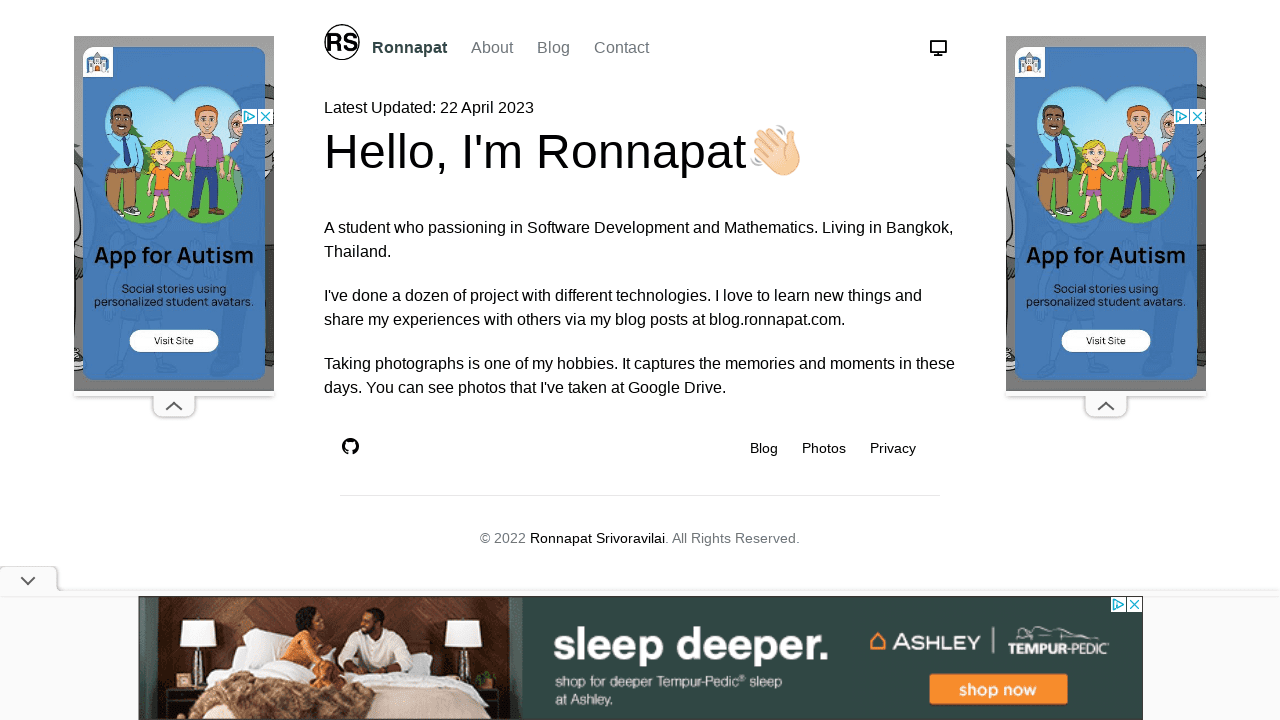 RS Ronnapat About Blog Contact
Latest Updated: 22 April 2023
Hello, I'm Ronnapat👋🏻
A student who passioning in Software Development and Mathematics. Living in Bangkok,
Thailand.
I've done a dozen of project with different technologies. I love to learn new things and
share my experiences with others via my blog posts at blog.ronnapat.com.
Taking photographs is one of my hobbies. It captures the memories and moments in these
days. You can see photos that I've taken at Google Drive.
Blog Photos Privacy
© 2022 Ronnapat Srivoravilai. All Rights Reserved.
App for Autism
Social stories using
personalized student avatars.
Visit Site
App for Autism
Social stories using
personalized student avatars.
Visit Site
sleep deeper.
shop for deeper Tempur-Pedic® sleep
at Ashley.
ASHLEY | TEMPUR-PEDIC®
shop now